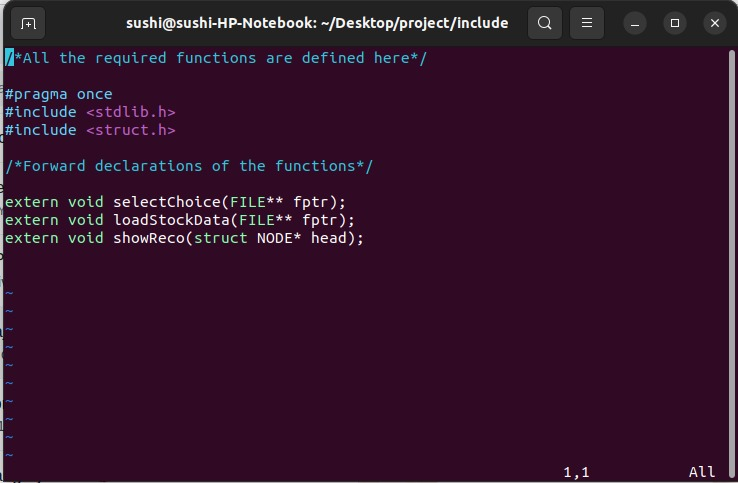 sushi@sushi-HP-Notebook: ~/Desktop/project/include
/*All the required functions are defined here*/
#pragma once
#include <stdlib.h>
#include <struct.h>
/*Forward declarations of the functions*/
extern void selectChoice(FILE** fptr);
extern void loadStockData(FILE** fptr);
extern void showReco(struct NODE* head);
~
~
~
~
~
~
~
~
~
~
1,1 All